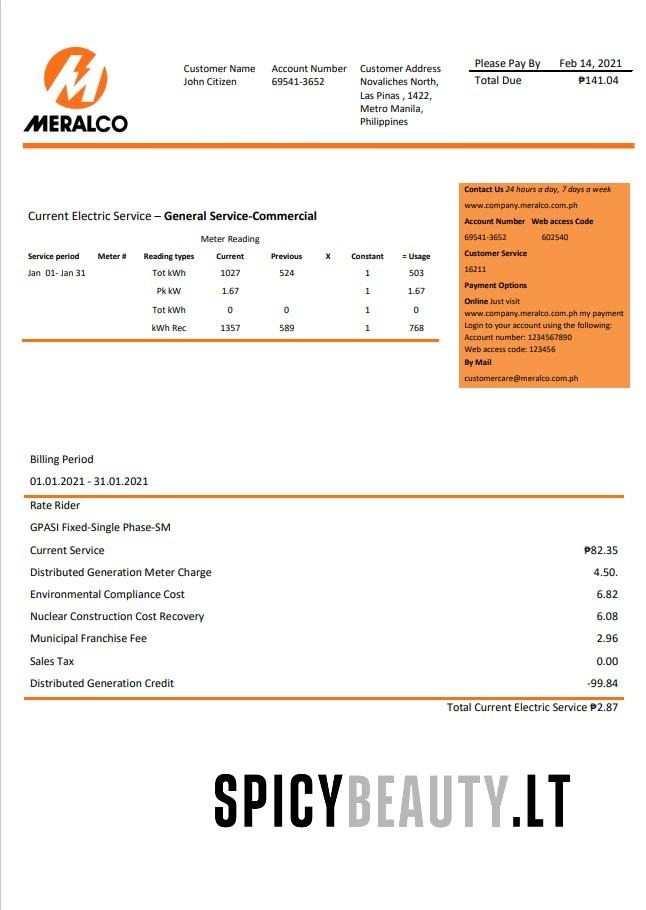 MERALCO
Customer Name Account Number Customer Address
John Citizen 69541-3652 Novaliches North,
Las Pinas , 1422,
Metro Manila,
Philippines
Please Pay By Feb 14, 2021
Total Due ₱141.04
Current Electric Service – General Service-Commercial
Meter Reading
Service period Meter # Reading types Current Previous X Constant = Usage
Jan 01- Jan 31 Tot kWh 1027 524 1 503
Pk kW 1.67 1 1.67
Tot kWh 0 0 1 0
kWh Rec 1357 589 1 768
Contact Us 24 hours a day, 7 days a week
www.company.meralco.com.ph
Account Number Web access Code
69541-3652 602540
Customer Service
16211
Payment Options
Online Just visit
www.company.meralco.com.ph my payment
Login to your account using the following:
Account number: 1234567890
Web access code: 123456
By Mail
customercare@meralco.com.ph
Billing Period
01.01.2021 - 31.01.2021
Rate Rider
GPASI Fixed-Single Phase-SM
Current Service ₱82.35
Distributed Generation Meter Charge 4.50.
Environmental Compliance Cost 6.82
Nuclear Construction Cost Recovery 6.08
Municipal Franchise Fee 2.96
Sales Tax 0.00
Distributed Generation Credit -99.84
Total Current Electric Service ₱2.87
SPICYBEAUTY.LT